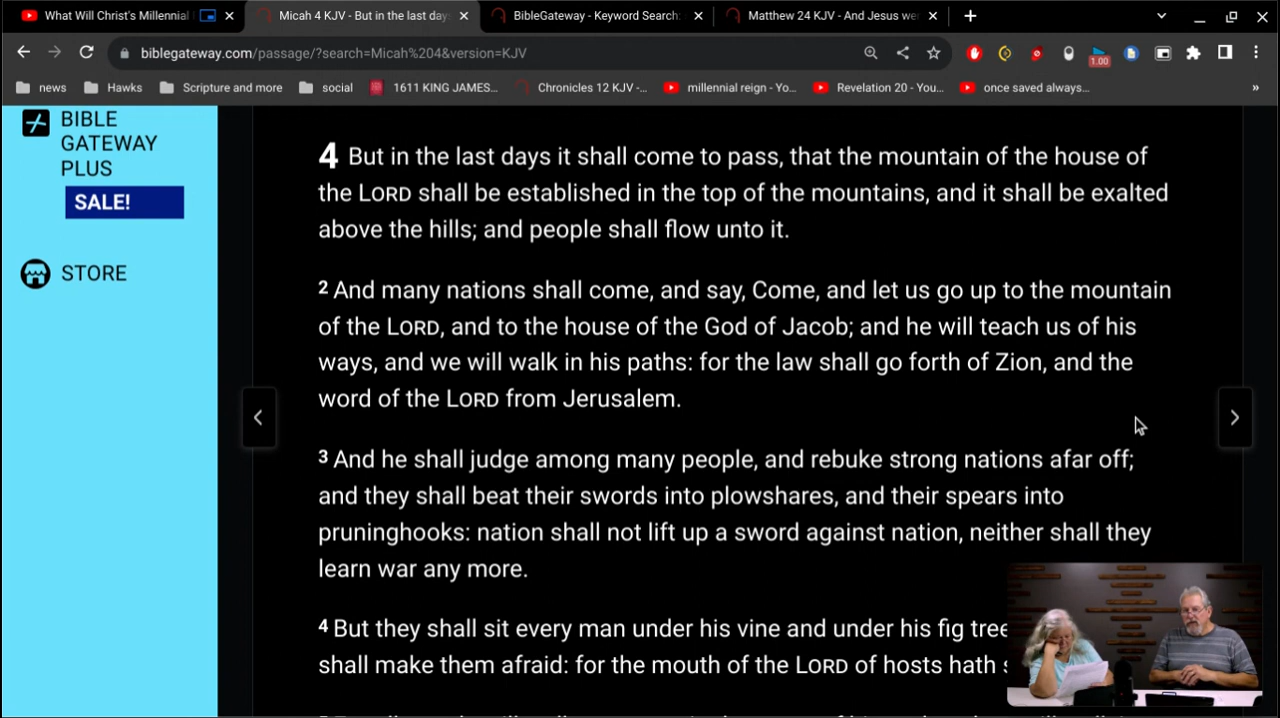 What Will Christ's Millennial
Micah 4 KJV - But in the last day
BibleGateway - Keyword Search:
Matthew 24 KJV - And Jesus we
biblegateway.com/passage/?search=Micah%204&version=KJV
1.00
news
Hawks
Scripture and more
social
1611 KING JAMES...
Chronicles 12 KJV -...
millennial reign - Yo...
Revelation 20 - You...
once saved always...
BIBLE
GATEWAY
PLUS
SALE!
STORE
4 But in the last days it shall come to pass, that the mountain of the house of
the LORD shall be established in the top of the mountains, and it shall be exalted
above the hills; and people shall flow unto it.
2 And many nations shall come, and say, Come, and let us go up to the mountain
of the LORD, and to the house of the God of Jacob; and he will teach us of his
ways, and we will walk in his paths: for the law shall go forth of Zion, and the
word of the LORD from Jerusalem.
3 And he shall judge among many people, and rebuke strong nations afar off;
and they shall beat their swords into plowshares, and their spears into
pruninghooks: nation shall not lift up a sword against nation, neither shall they
learn war any more.
4 But they shall sit every man under his vine and under his fig tree
shall make them afraid: for the mouth of the LORD of hosts hath